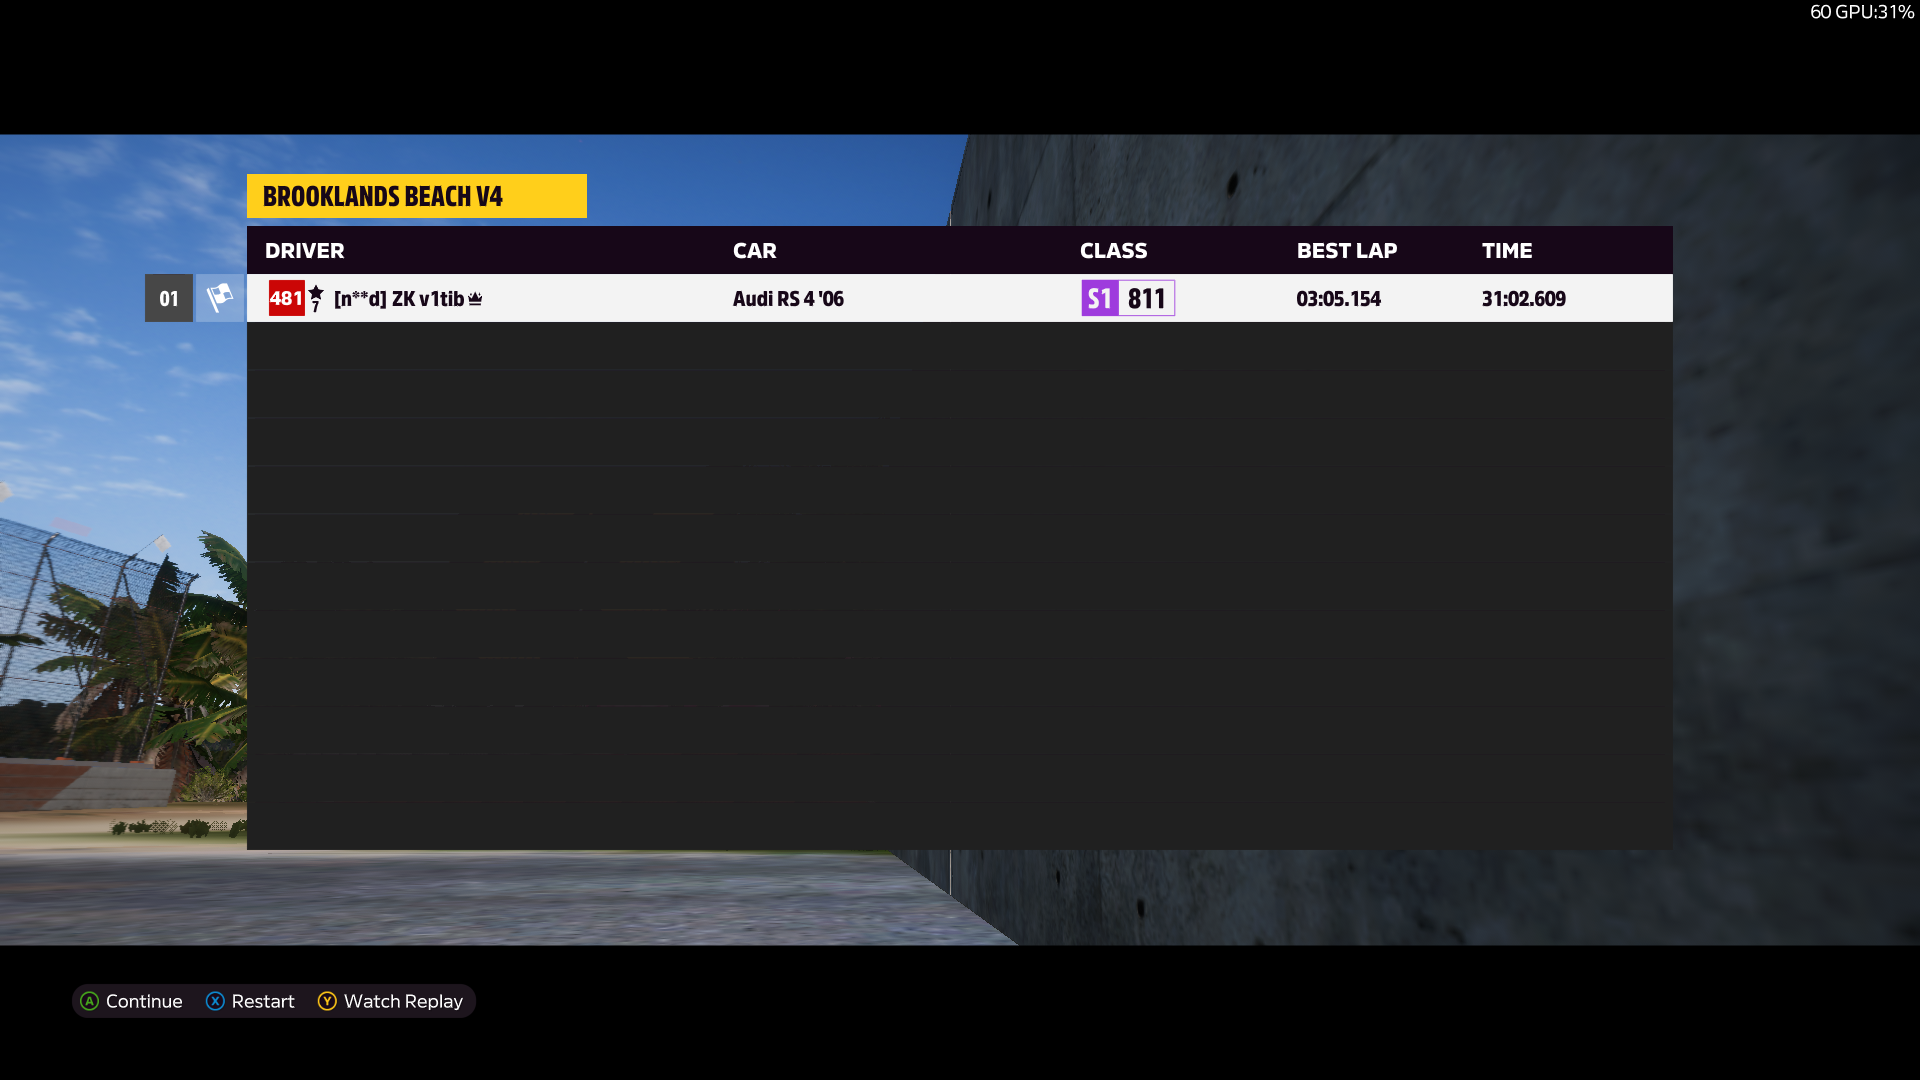 60 GPU:31%
BROOKLANDS BEACH V4
DRIVER CAR CLASS BEST LAP TIME
01 481 7 [n**d] ZK v1tib Audi RS 4 '06 S1 811 03:05.154 31:02.609
A Continue X Restart Y Watch Replay